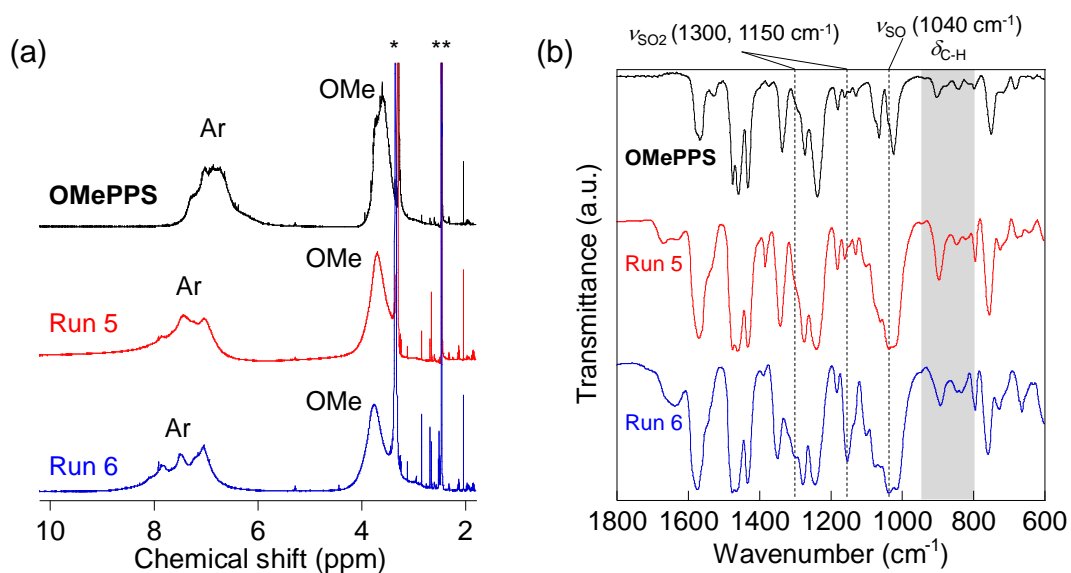 (a)
* **
OMe
Ar
OMePPS
OMe
Ar
Run 5
OMe
Ar
Run 6
10 8 6 4 2
Chemical shift (ppm)
(b)
νSO2 (1300, 1150 cm-1)
νSO (1040 cm-1)
δC-H
OMePPS
Run 5
Run 6
Transmittance (a.u.)
1800 1600 1400 1200 1000 800 600
Wavenumber (cm-1)